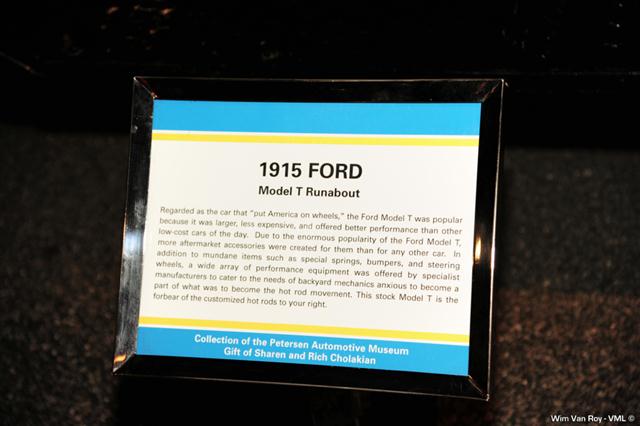 1915 FORD
Model T Runabout
Regarded as the car that "put America on wheels," the Ford Model T was popular
because it was larger, less expensive, and offered better performance than other
low-cost cars of the day. Due to the enormous popularity of the Ford Model T,
more aftermarket accessories were created for them than for any other car. In
addition to mundane items such as special springs, bumpers, and steering
wheels, a wide array of performance equipment was offered by specialist
manufacturers to cater to the needs of backyard mechanics anxious to become a
part of what was to become the hot rod movement. This stock Model T is the
forbear of the customized hot rods to your right.
Collection of the Petersen Automotive Museum
Gift of Sharen and Rich Cholakian
Wim Van Roy - VML ©